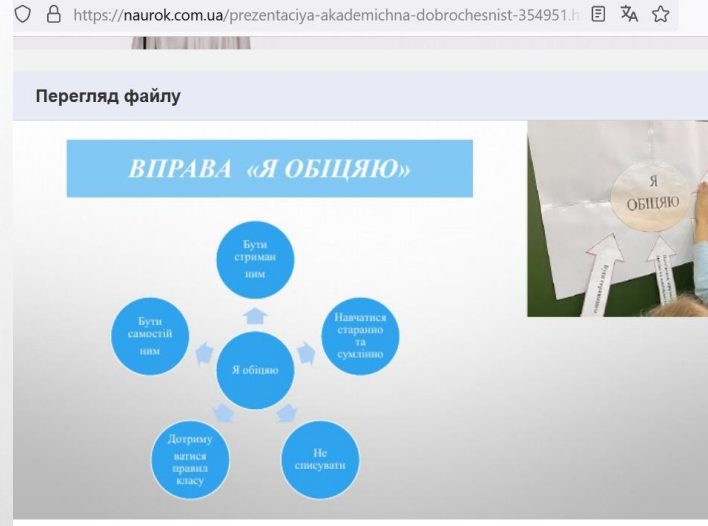 https://naurok.com.ua/prezentaciya-akademichna-dobrochesnist-354951.h
Перегляд файлу
ВПРАВА «Я ОБІЦЯЮ»
Бути
стриман
ним
Бути
самостій
ним
Навчатися
старанно
та
сумлінно
Я обіцяю
Дотриму
ватися
правил
класу
Не
списувати
Я
ОБІЦЯЮ